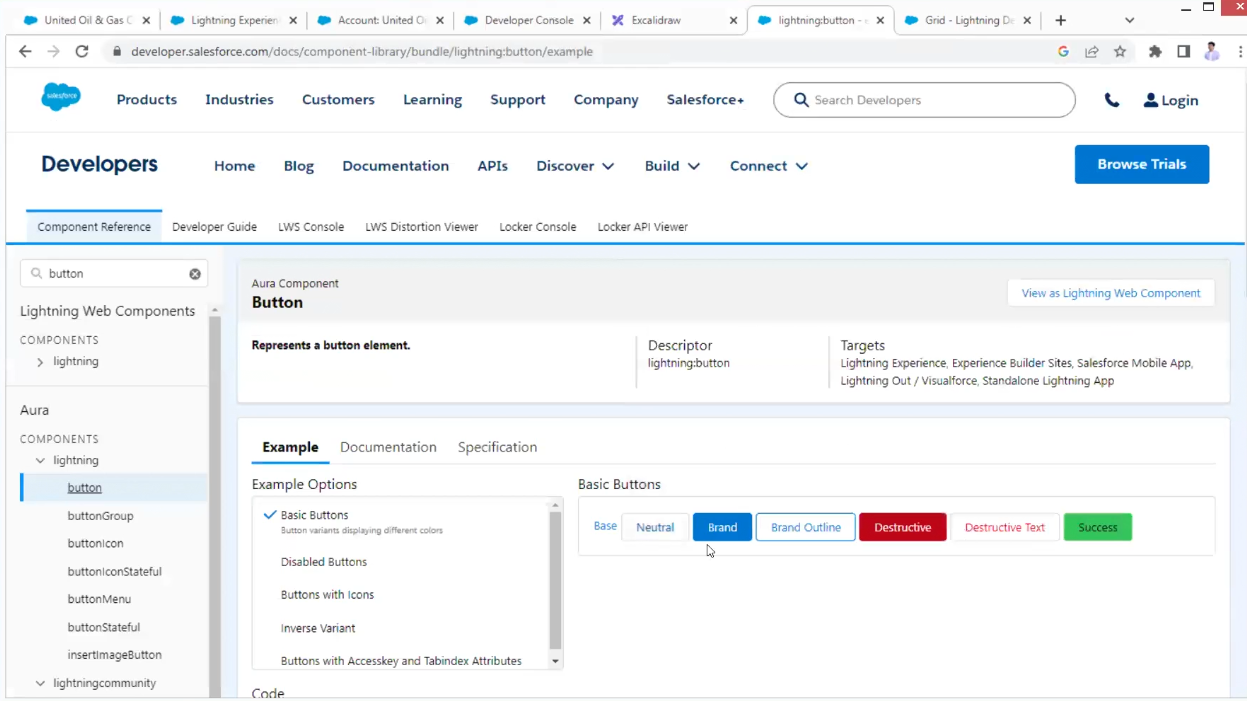 United Oil & Gas C
Lightning Experien
Account: United O
Developer Console
Excalidraw
lightning:button -
Grid - Lightning De
developer.salesforce.com/docs/component-library/bundle/lightning:button/example
salesforce
Products
Industries
Customers
Learning
Support
Company
Salesforce+
Search Developers
Login
Developers
Home
Blog
Documentation
APIs
Discover
Build
Connect
Browse Trials
Component Reference
Developer Guide
LWS Console
LWS Distortion Viewer
Locker Console
Locker API Viewer
button
Lightning Web Components
COMPONENTS
lightning
Aura
COMPONENTS
lightning
button
buttonGroup
buttonIcon
buttonIconStateful
buttonMenu
buttonStateful
insertImageButton
lightningcommunity
Aura Component
Button
View as Lightning Web Component
Represents a button element.
Descriptor
lightning:button
Targets
Lightning Experience, Experience Builder Sites, Salesforce Mobile App,
Lightning Out / Visualforce, Standalone Lightning App
Example
Documentation
Specification
Example Options
Basic Buttons
Button variants displaying different colors
Disabled Buttons
Buttons with Icons
Inverse Variant
Buttons with Accesskey and Tabindex Attributes
Basic Buttons
Base
Neutral
Brand
Brand Outline
Destructive
Destructive Text
Success
Code